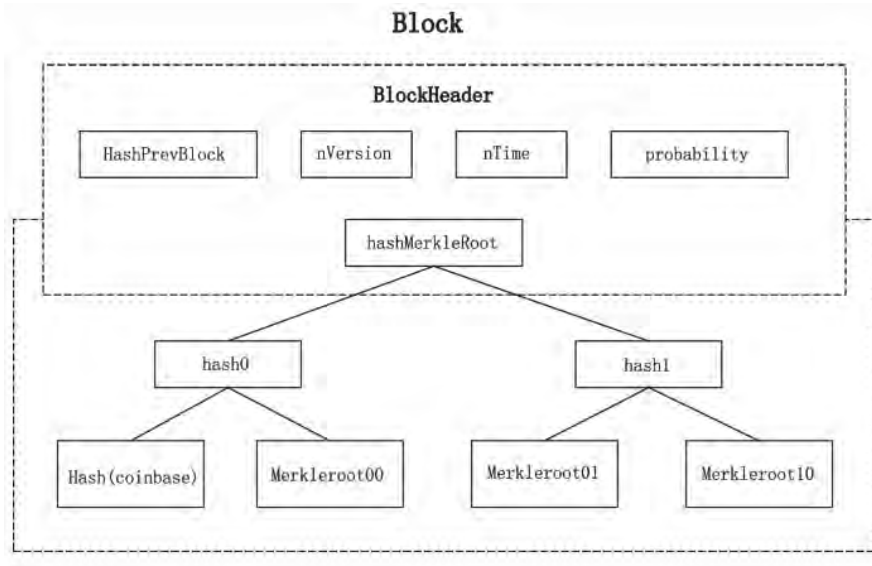 Block
BlockHeader
HashPrevBlock
nVersion
nTime
probability
hashMerkleRoot
hash0
hash1
Hash(coinbase)
Merkleroot00
Merkleroot01
Merkleroot10